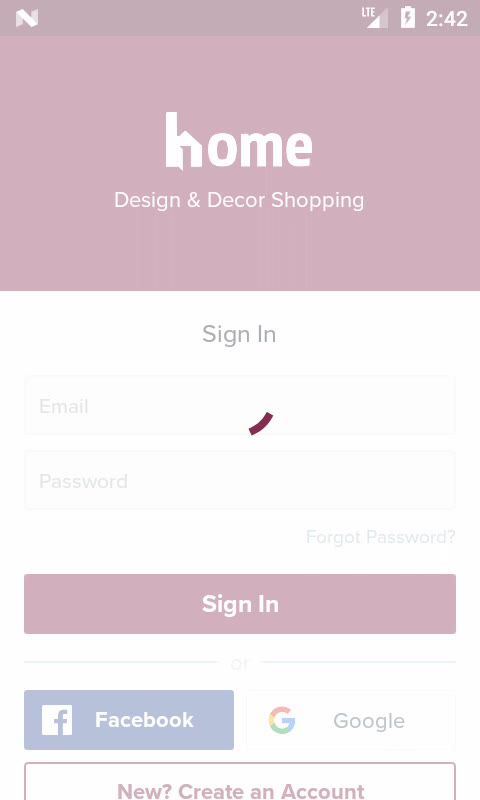 LTE 2:42
home
Design & Decor Shopping
Sign In
Email
Password
Forgot Password?
Sign In
or
Facebook
Google
New? Create an Account